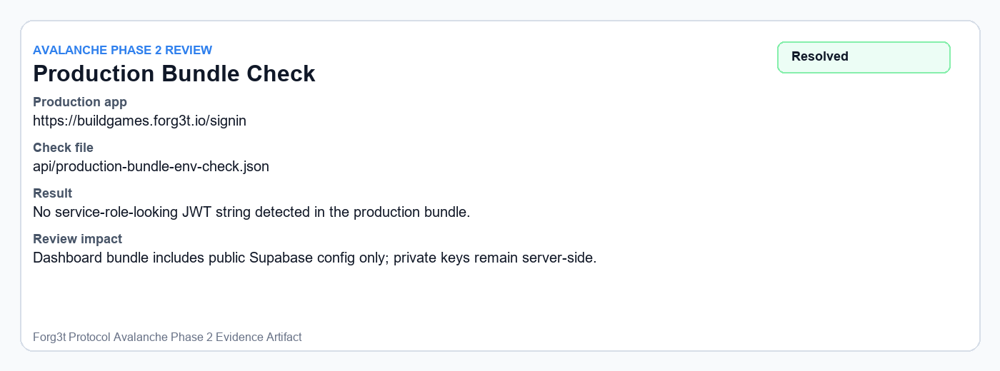 AVALANCHE PHASE 2 REVIEW
Resolved
Production Bundle Check
Production app
https://buildgames.forg3t.io/signin
Check file
api/production-bundle-env-check.json
Result
No service-role-looking JWT string detected in the production bundle.
Review impact
Dashboard bundle includes public Supabase config only; private keys remain server-side.
Forg3t Protocol Avalanche Phase 2 Evidence Artifact